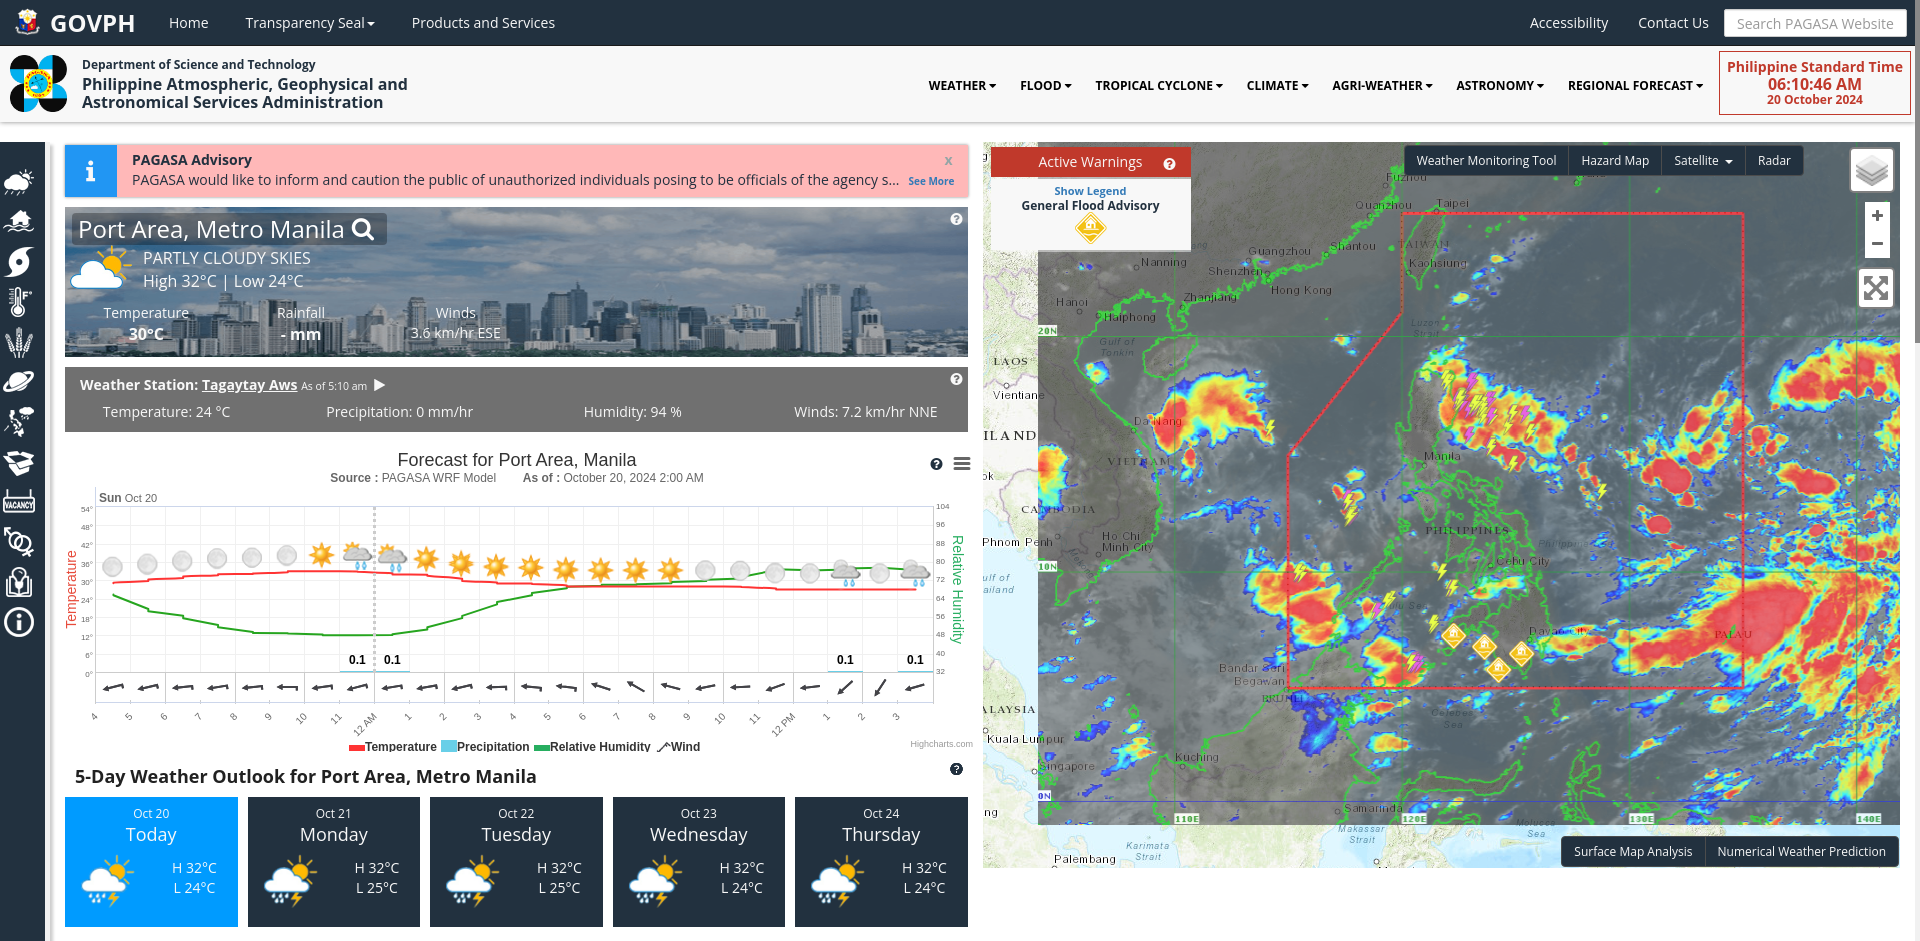 GOVPH
Home
Transparency Seal
Products and Services
Accessibility
Contact Us
Search PAGASA Website
Department of Science and Technology
Philippine Atmospheric, Geophysical and
Astronomical Services Administration
WEATHER
FLOOD
TROPICAL CYCLONE
CLIMATE
AGRI-WEATHER
ASTRONOMY
REGIONAL FORECAST
Philippine Standard Time
06:10:46 AM
20 October 2024
VACANCY
PAGASA Advisory
x
PAGASA would like to inform and caution the public of unauthorized individuals posing to be officials of the agency s...
See More
Port Area, Metro Manila
PARTLY CLOUDY SKIES
High 32°C | Low 24°C
Temperature
Rainfall
Winds
30°C
- mm
3.6 km/hr ESE
Weather Station: Tagaytay Aws As of 5:10 am
Temperature: 24 °C
Precipitation: 0 mm/hr
Humidity: 94 %
Winds: 7.2 km/hr NNE
Forecast for Port Area, Manila
Source : PAGASA WRF Model
As of : October 20, 2024 2:00 AM
Sun Oct 20
54°
48°
42°
36°
30°
24°
18°
12°
6°
0°
Temperature
104
96
88
80
72
64
56
48
40
32
Relative Humidity
0.1
0.1
0.1
0.1
4
5
6
7
8
9
10
11
12 AM
1
2
3
4
5
6
7
8
9
10
11
12 PM
1
2
3
Temperature
Precipitation
Relative Humidity
Wind
Highcharts.com
5-Day Weather Outlook for Port Area, Metro Manila
Oct 20
Today
H 32°C
L 24°C
Oct 21
Monday
H 32°C
L 25°C
Oct 22
Tuesday
H 32°C
L 25°C
Oct 23
Wednesday
H 32°C
L 24°C
Oct 24
Thursday
H 32°C
L 24°C
Active Warnings
Show Legend
General Flood Advisory
Weather Monitoring Tool
Hazard Map
Satellite
Radar
+
−
Fuzhou
Quanzhou
Taipei
TAIWAN
Shantou
Guangzhou
Kaohsiung
Nanning
Shenzhen
Hong Kong
Zhanjiang
Hanoi
Haiphong
Luzon
Strait
20N
Gulf of
Tonkin
LAOS
Vientiane
Da Nang
ILAND
VIETNAM
Manila
ok
CAMBODIA
PHILIPPINES
Philippine
Phnom Penh
Ho Chi
Minh City
Cebu City
10N
ulf of
ailand
Sulu Sea
Davao City
PALAU
Bandar Seri
Begawan
BRUNEI
ALAYSIA
Celebes
Sea
Kuala Lumpur
Kuching
Singapore
0N
Samarinda
ng
110E
120E
130E
140E
Makassar
Strait
Molucca
Sea
Karimata
Strait
Palembang
Surface Map Analysis
Numerical Weather Prediction